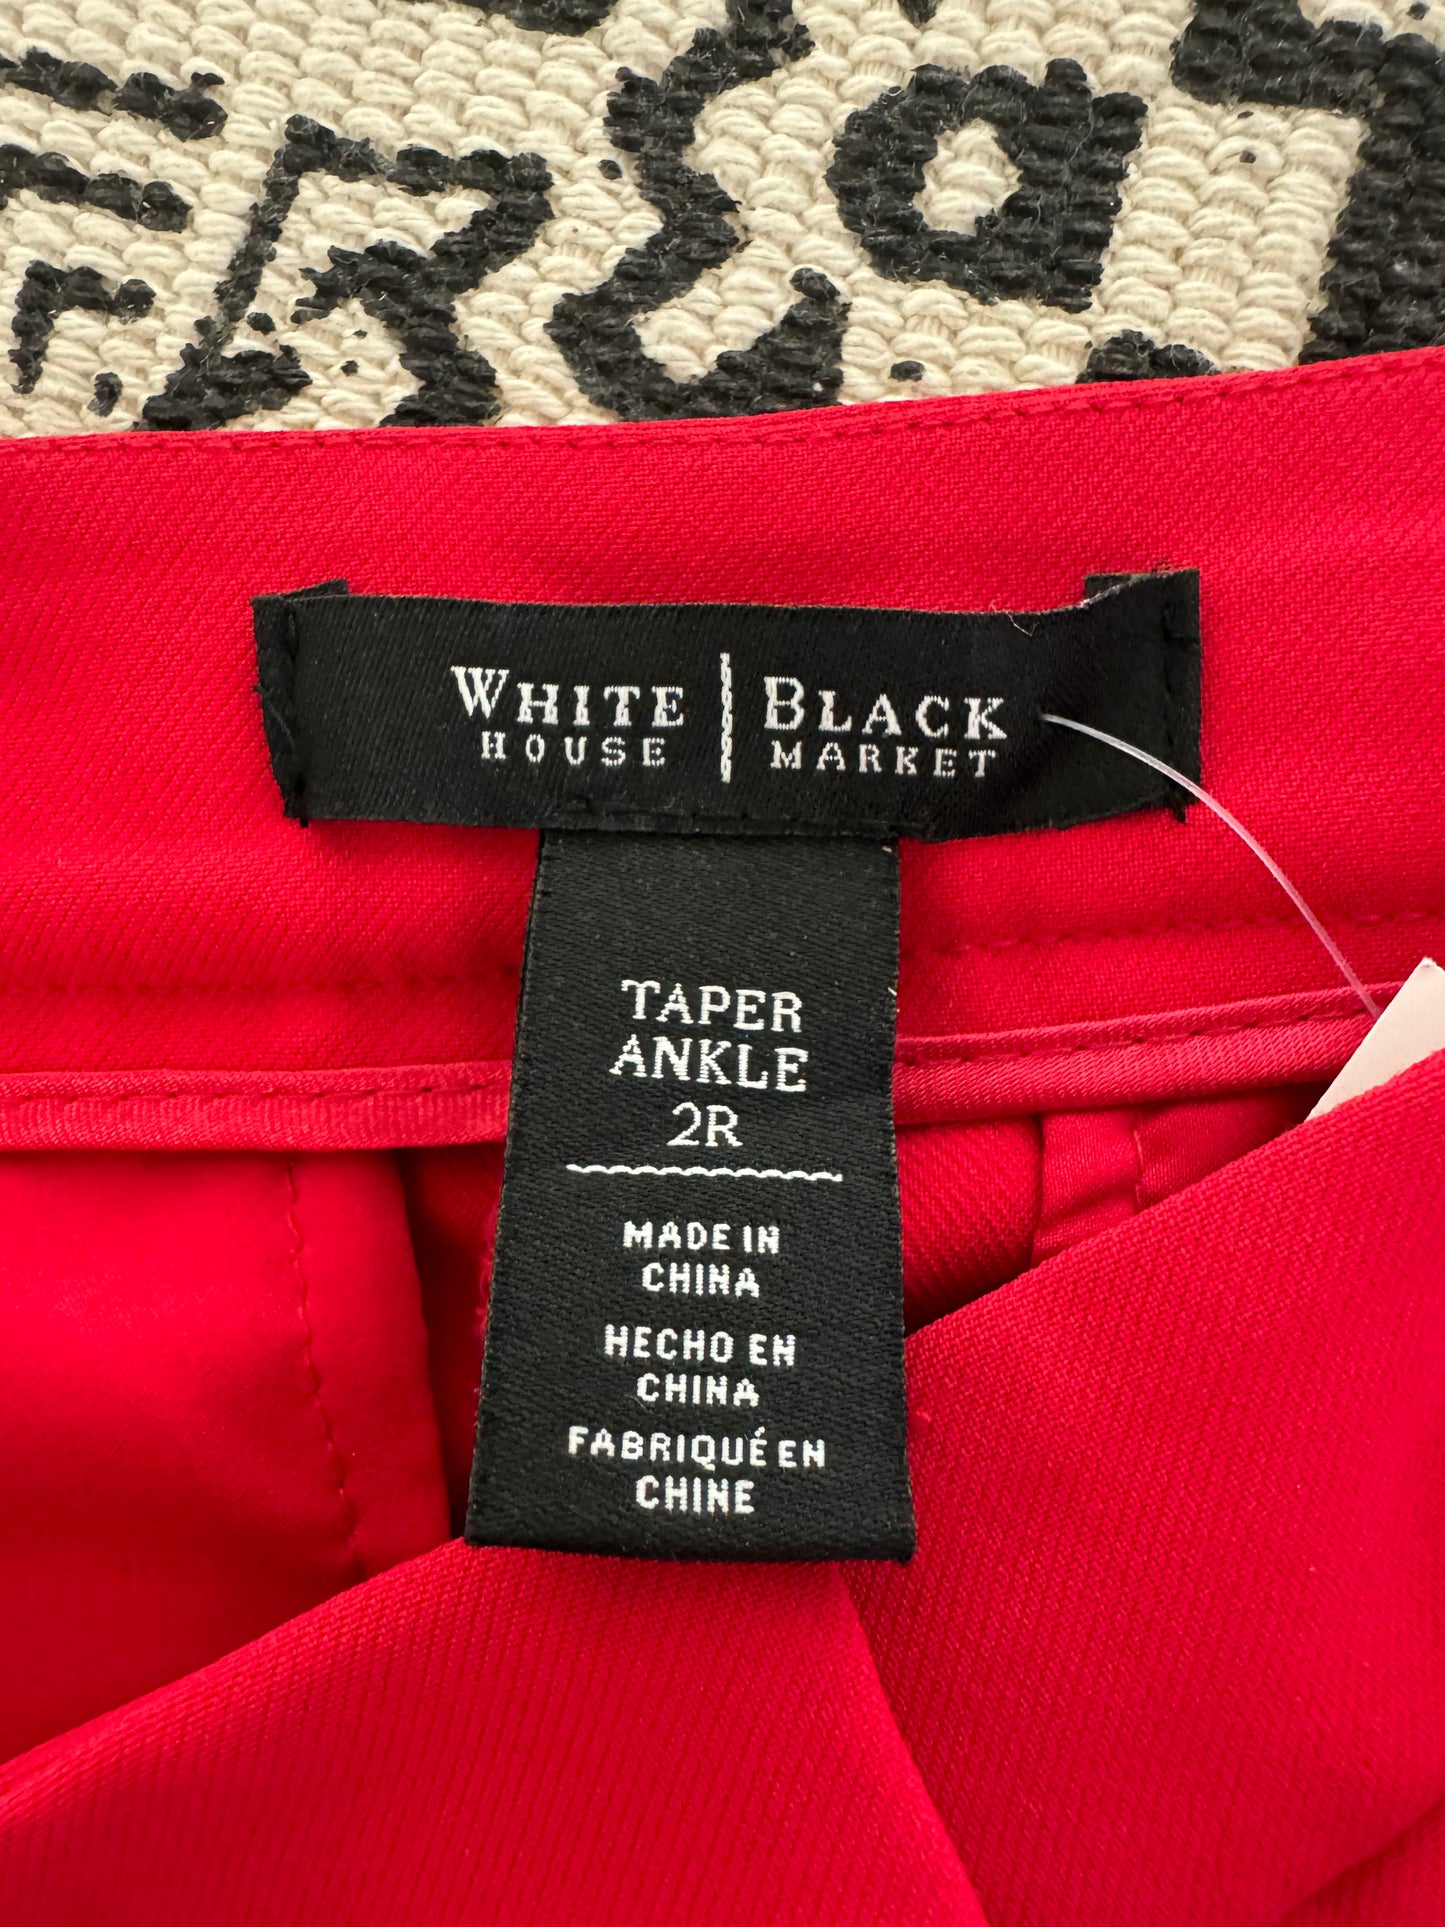 WHITE | BLACK
HOUSE | MARKET
TAPER
ANKLE
2R
MADE IN
CHINA
HECHO EN
CHINA
FABRIQUÉ EN
CHINE